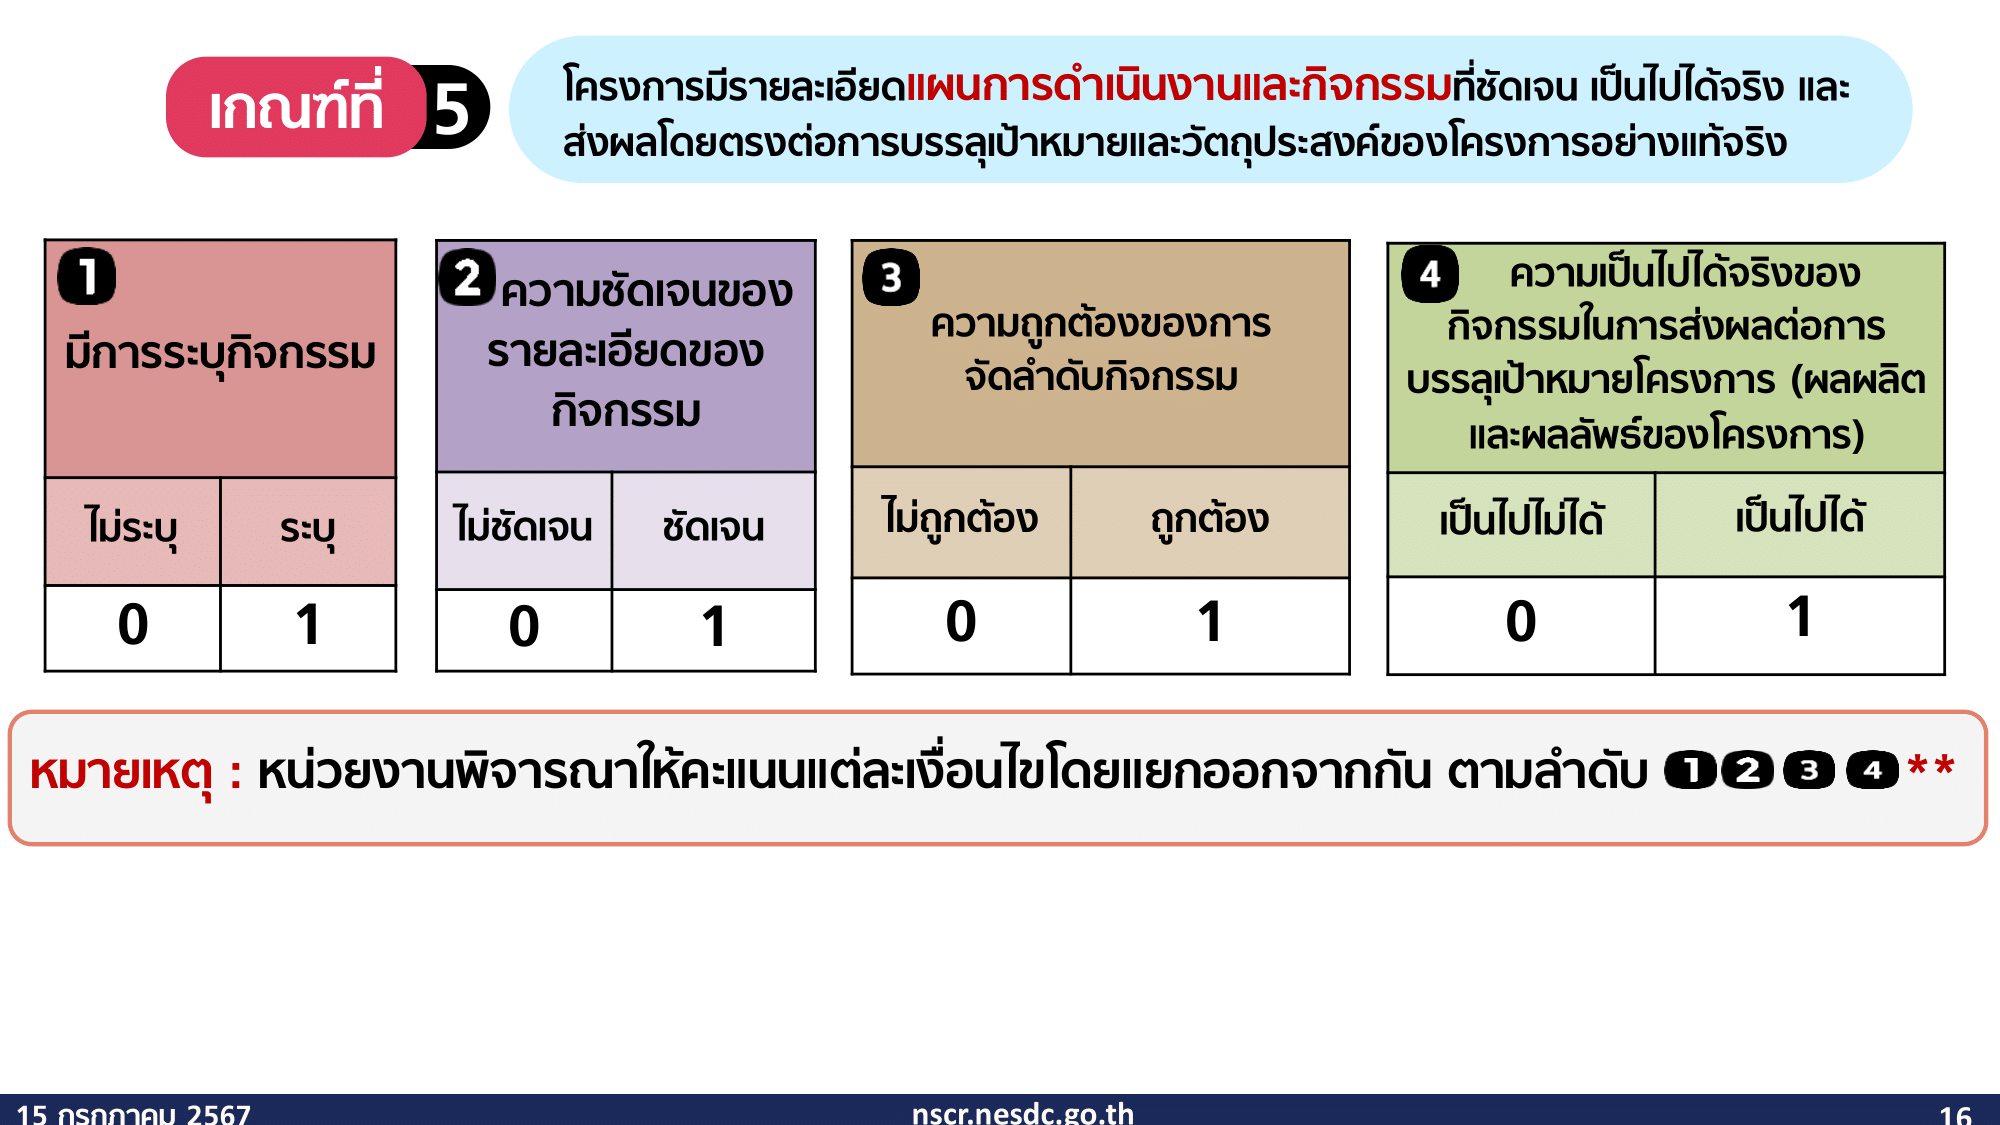 เกณฑ์ที่ 5
โครงการมีรายละเอียดแผนการดำเนินงานและกิจกรรมที่ชัดเจน เป็นไปได้จริง และ
ส่งผลโดยตรงต่อการบรรลุเป้าหมายและวัตถุประสงค์ของโครงการอย่างแท้จริง
1
มีการระบุกิจกรรม
ไม่ระบุ ระบุ
0 1
2 ความชัดเจนของ
รายละเอียดของ
กิจกรรม
ไม่ชัดเจน ชัดเจน
0 1
3
ความถูกต้องของการ
จัดลำดับกิจกรรม
ไม่ถูกต้อง ถูกต้อง
0 1
4 ความเป็นไปได้จริงของ
กิจกรรมในการส่งผลต่อการ
บรรลุเป้าหมายโครงการ (ผลผลิต
และผลลัพธ์ของโครงการ)
เป็นไปไม่ได้ เป็นไปได้
0 1
หมายเหตุ : หน่วยงานพิจารณาให้คะแนนแต่ละเงื่อนไขโดยแยกออกจากกัน ตามลำดับ 1 2 3 4 **
15 กรกฎาคม 2567
nscr.nesdc.go.th
16